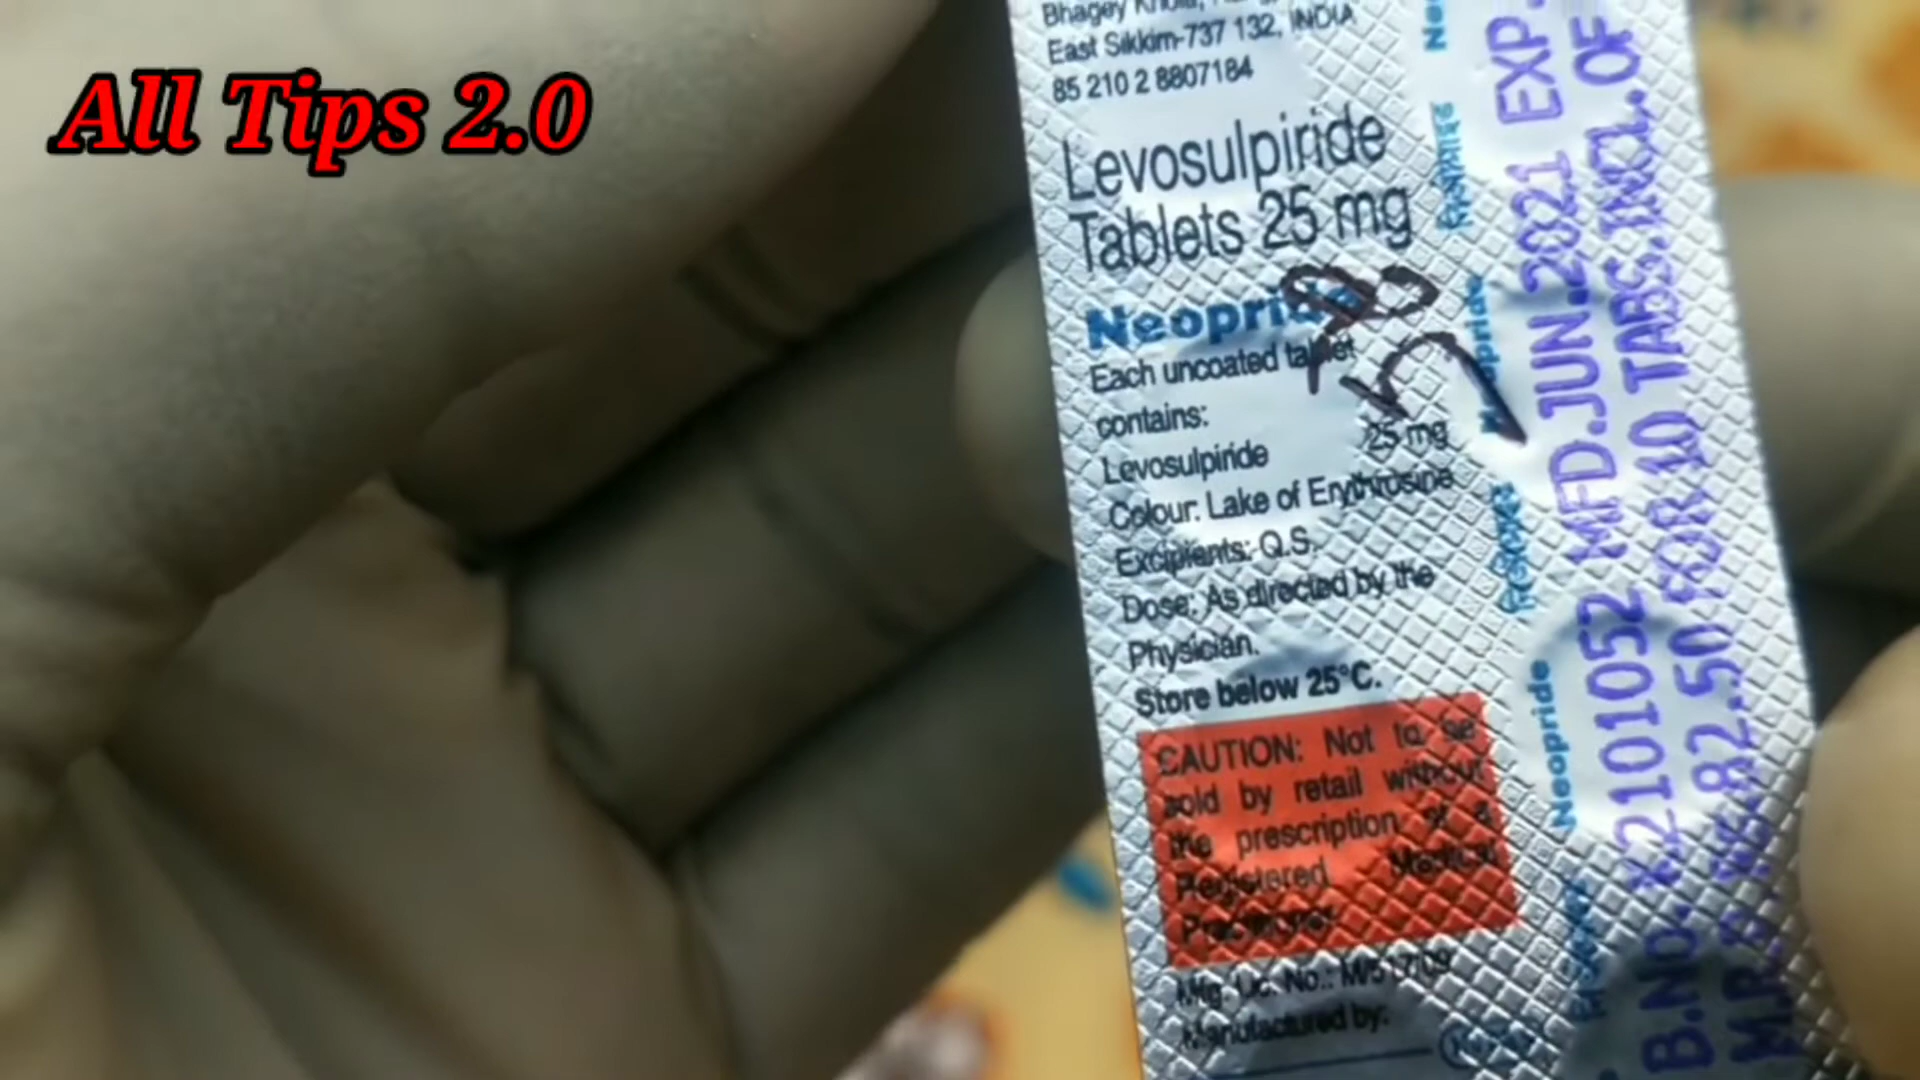 All Tips 2.0
East Sikkim-737 132, INDIA
85 210 2 8807184
Levosulpiride
Tablets 25 mg
Neopride
Each uncoated tablet
contains:
Levosulpiride 25 mg
Colour: Lake of Erythrosine
Excipients: Q.S.
Dose: As directed by the
Physician.
Store below 25°C.
CAUTION: Not to be
sold by retail without
the prescription of a
Registered Medical
Practitioner
Mfg. Lic. No.:
Manufactured by:
Neopride
Neopride
B.NO. MFD.JUN.2021 EXP.
82.50 FOR 10 TABS.INCL.OF